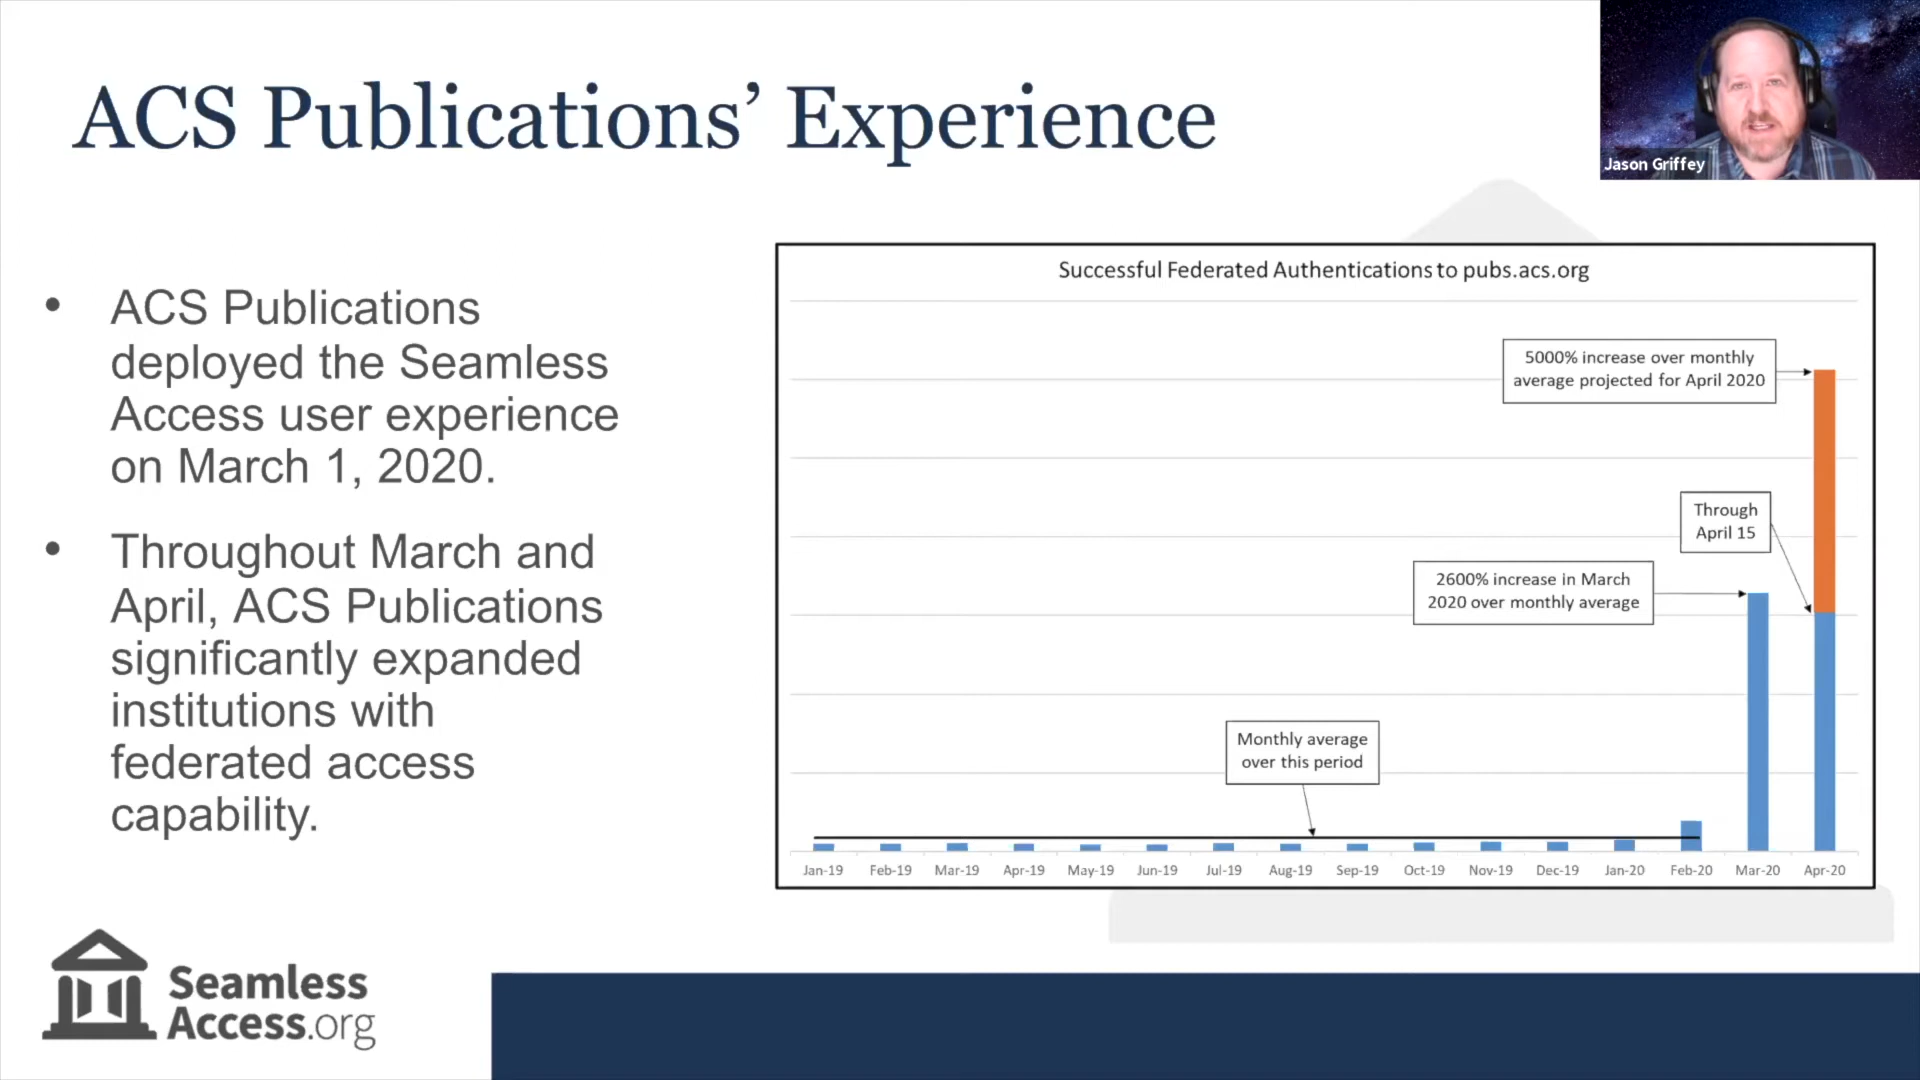 ACS Publications’ Experience
Jason Griffey
• ACS Publications
deployed the Seamless
Access user experience
on March 1, 2020.
• Throughout March and
April, ACS Publications
significantly expanded
institutions with
federated access
capability.
Successful Federated Authentications to pubs.acs.org
5000% increase over monthly
average projected for April 2020
Through
April 15
2600% increase in March
2020 over monthly average
Monthly average
over this period
Jan-19 Feb-19 Mar-19 Apr-19 May-19 Jun-19 Jul-19 Aug-19 Sep-19 Oct-19 Nov-19 Dec-19 Jan-20 Feb-20 Mar-20 Apr-20
Seamless
Access.org